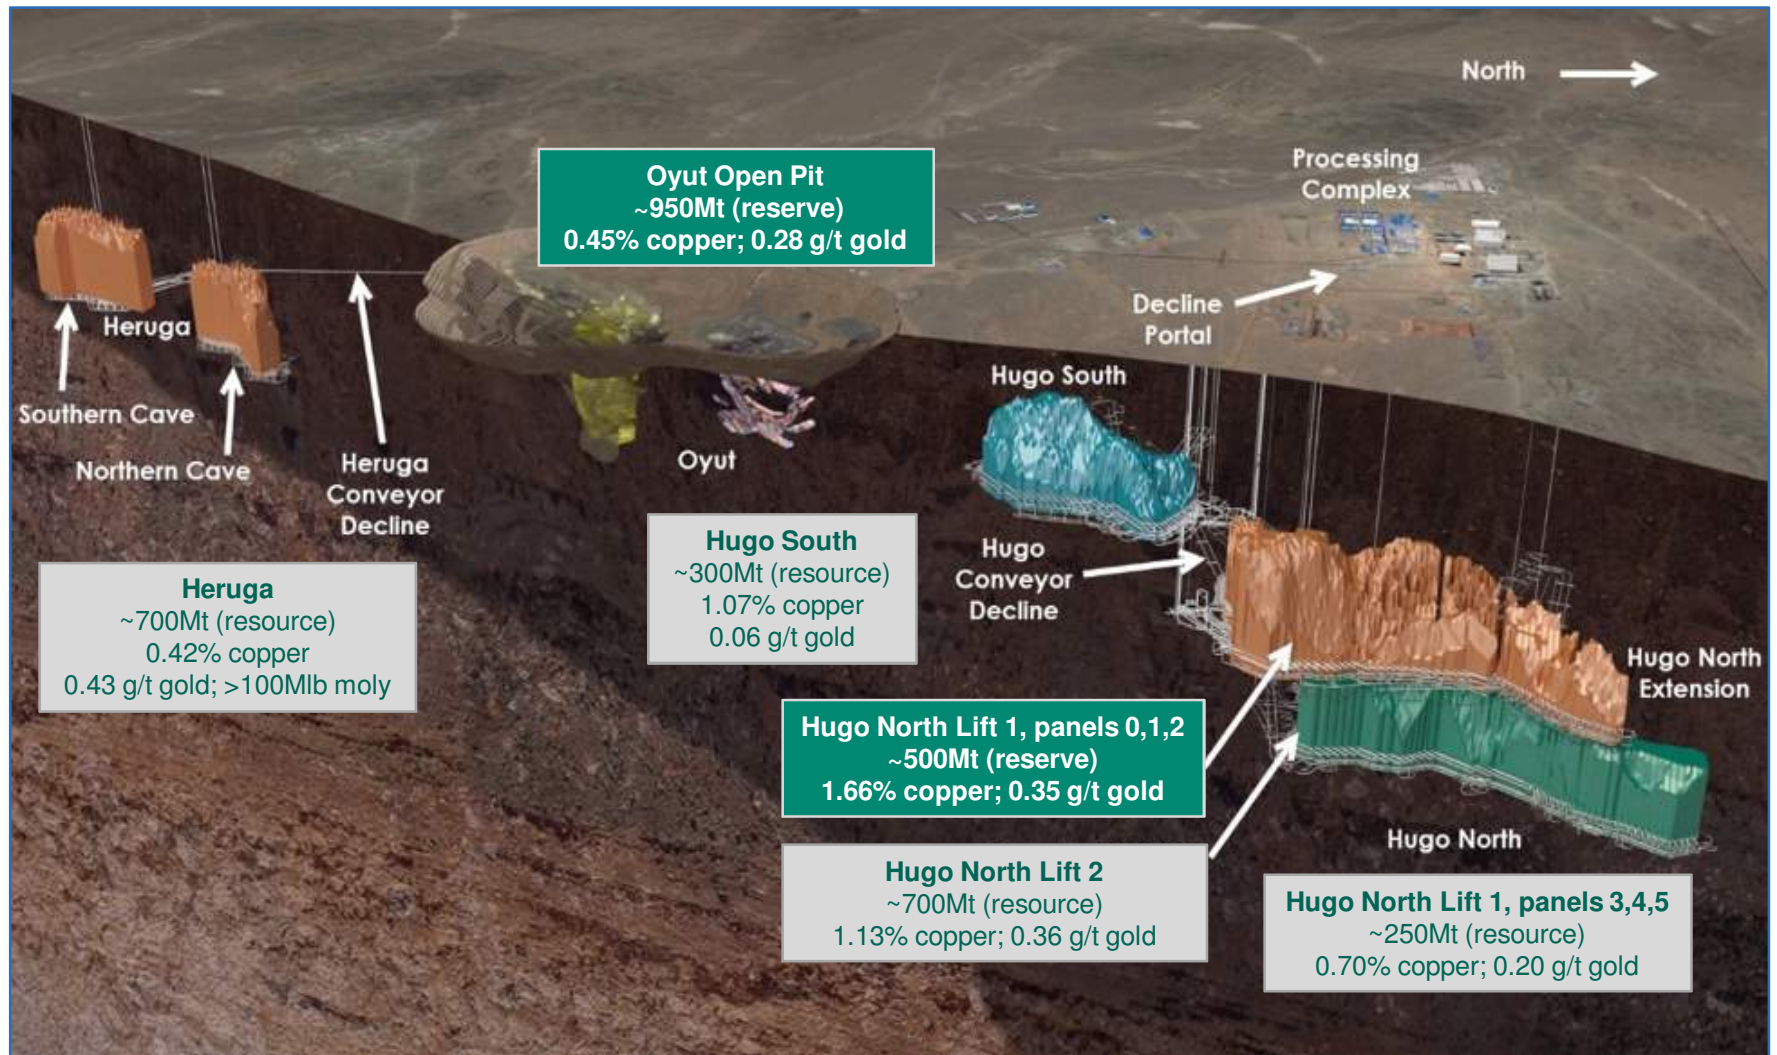 North
Processing
Complex
Oyut Open Pit
~950Mt (reserve)
0.45% copper; 0.28 g/t gold
Decline
Portal
Heruga
Southern Cave
Northern Cave
Heruga
Conveyor
Decline
Oyut
Hugo South
Hugo
Conveyor
Decline
Hugo South
~300Mt (resource)
1.07% copper
0.06 g/t gold
Heruga
~700Mt (resource)
0.42% copper
0.43 g/t gold; >100Mlb moly
Hugo North
Extension
Hugo North Lift 1, panels 0,1,2
~500Mt (reserve)
1.66% copper; 0.35 g/t gold
Hugo North
Hugo North Lift 2
~700Mt (resource)
1.13% copper; 0.36 g/t gold
Hugo North Lift 1, panels 3,4,5
~250Mt (resource)
0.70% copper; 0.20 g/t gold